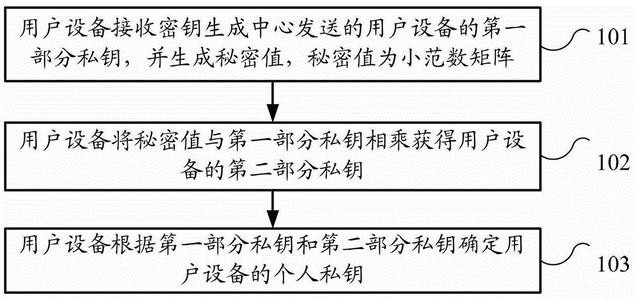 用户设备接收密钥生成中心发送的用户设备的第一
部分私钥，并生成秘密值，秘密值为小范数矩阵
101
用户设备将秘密值与第一部分私钥相乘获得用户设
备的第二部分私钥
102
用户设备根据第一部分私钥和第二部分私钥确定用
户设备的个人私钥
103